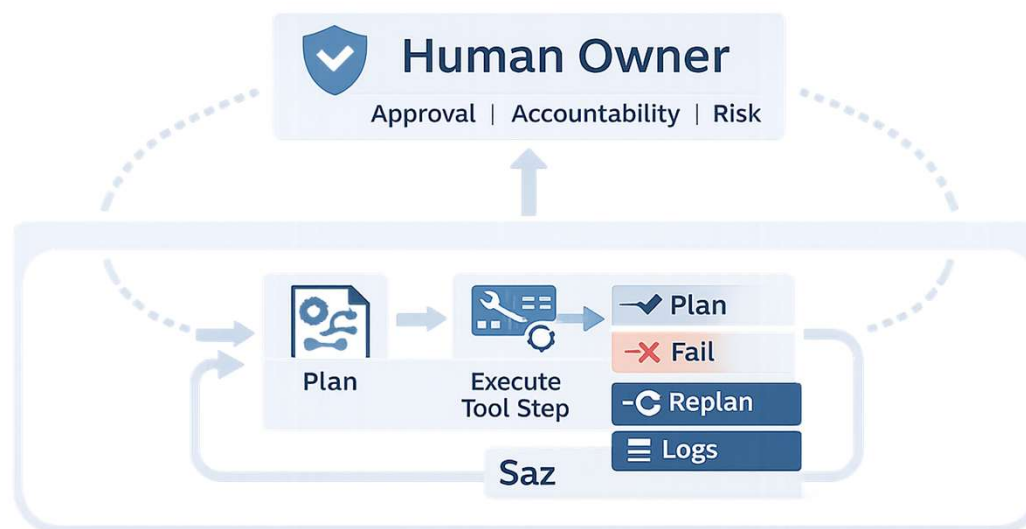 Human Owner
Approval | Accountability | Risk
Plan
Execute
Tool Step
Plan
Fail
Replan
Logs
Saz